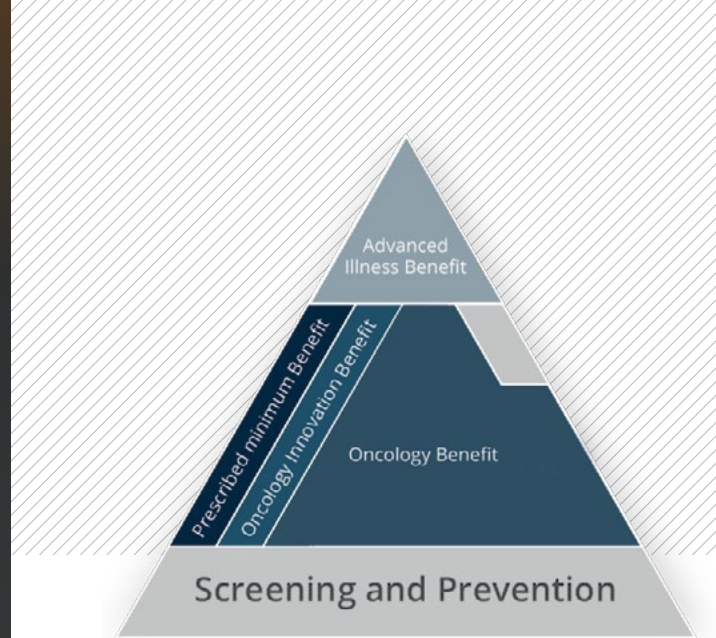 Advanced
Illness Benefit
Prescribed minimum Benefit
Oncology Innovation Benefit
Oncology Benefit
Screening and Prevention